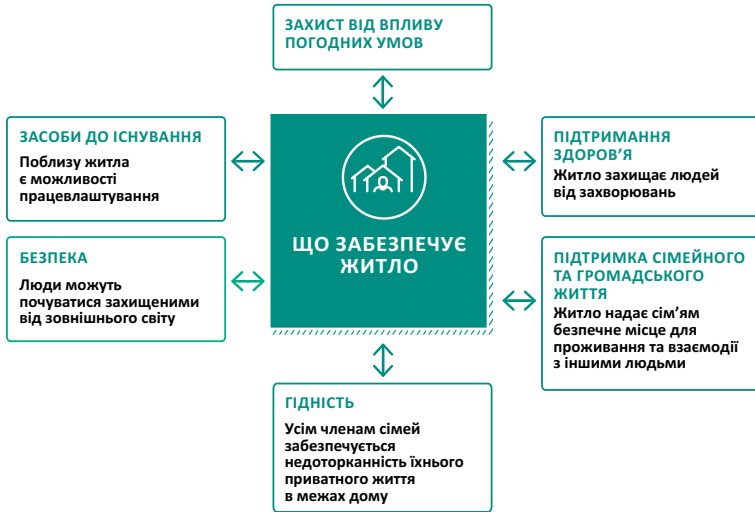 ЗАХИСТ ВІД ВПЛИВУ
ПОГОДНИХ УМОВ
ЗАСОБИ ДО ІСНУВАННЯ
Поблизу житла
є можливості
працевлаштування
ПІДТРИМАННЯ
ЗДОРОВ’Я
Житло захищає людей
від захворювань
ЩО ЗАБЕЗПЕЧУЄ
ЖИТЛО
БЕЗПЕКА
Люди можуть
почуватися захищеними
від зовнішнього світу
ПІДТРИМКА СІМЕЙНОГО
ТА ГРОМАДСЬКОГО
ЖИТТЯ
Житло надає сім’ям
безпечне місце для
проживання та взаємодії
з іншими людьми
ГІДНІСТЬ
Усім членам сімей
забезпечується
недоторканність їхнього
приватного життя
в межах дому